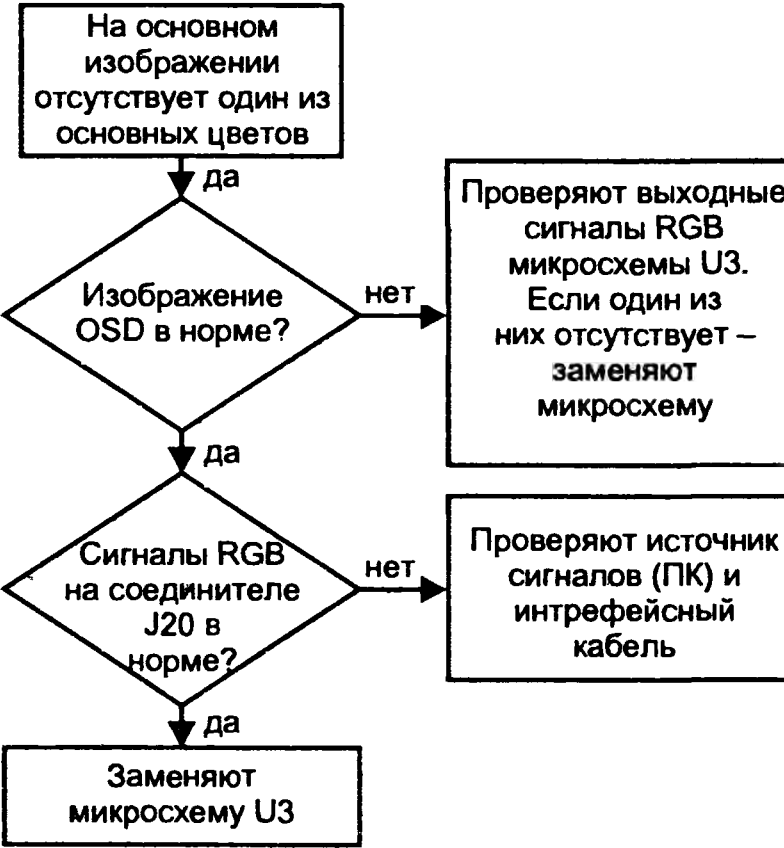 На основном
изображении
отсутствует один из
основных цветов
да
Изображение
OSD в норме?
нет
Проверяют выходные
сигналы RGB
микросхемы U3.
Если один из
них отсутствует –
заменяют
микросхему
да
Сигналы RGB
на соединителе
J20 в
норме?
нет
Проверяют источник
сигналов (ПК) и
интрефейсный
кабель
да
Заменяют
микросхему U3